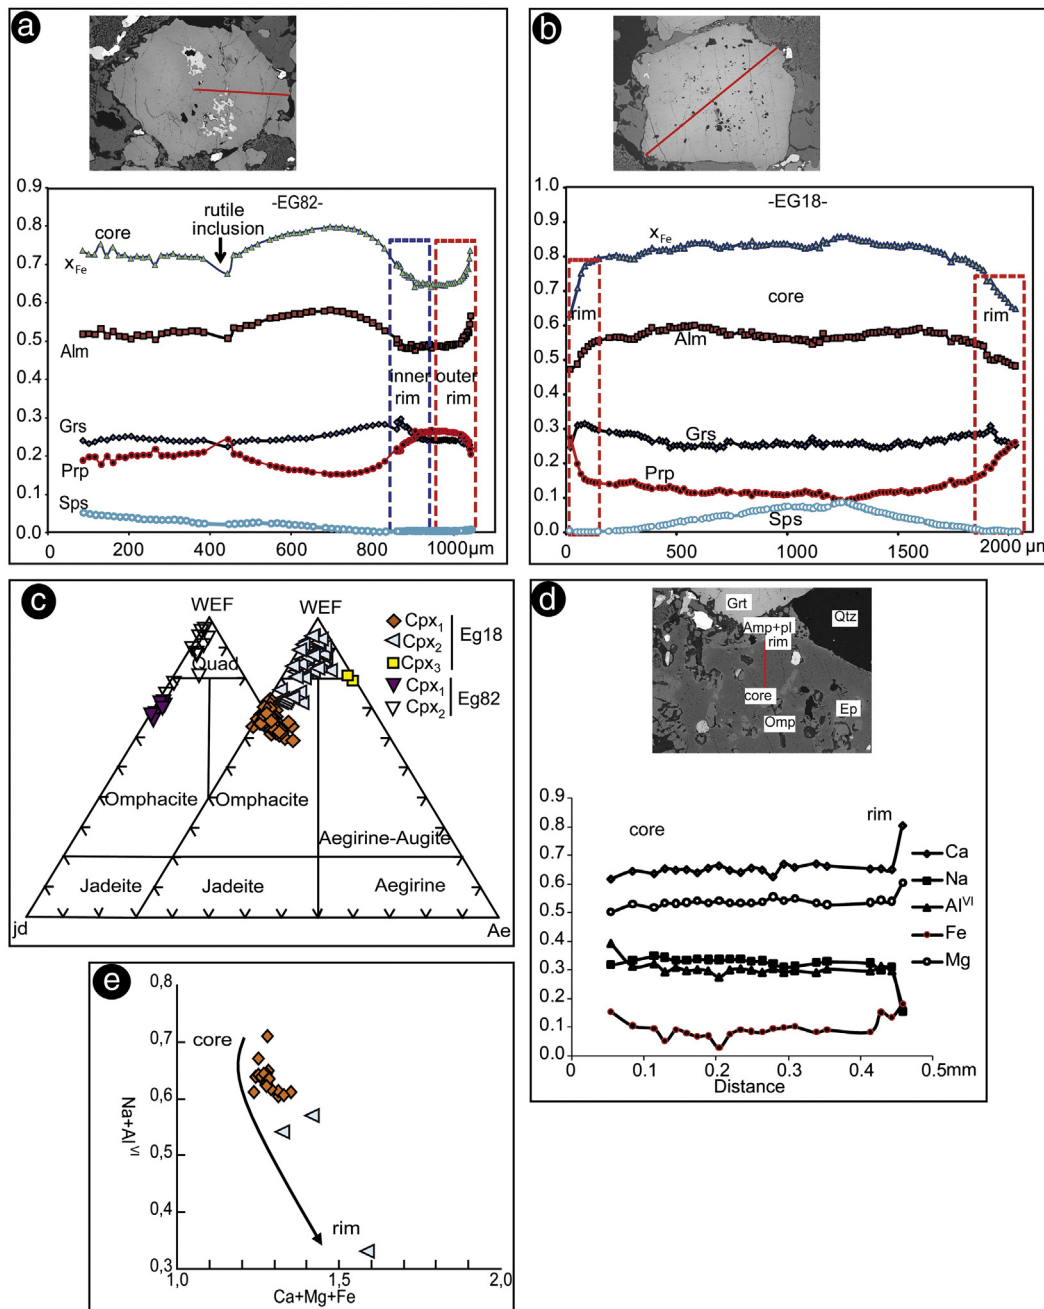 a
-EG82-
0.9
0.8
0.7
0.6
0.5
0.4
0.3
0.2
0.1
0.0
core
rutile
inclusion
xFe
Alm
inner
rim
outer
rim
Grs
Prp
Sps
0 200 400 600 800 1000 μm
b
-EG18-
1.0
0.9
0.8
0.7
0.6
0.5
0.4
0.3
0.2
0.1
0.0
xFe
rim
core
rim
Alm
Grs
Prp
Sps
0 500 1000 1500 2000 μm
c
WEF WEF
Quad
Cpx1
Cpx2
Cpx3
Eg18
Cpx1
Cpx2
Eg82
Omphacite Omphacite
Aegirine-Augite
Jadeite Jadeite Aegirine
jd Ae
d
Grt
Qtz
Amp+pl
rim
core
Omp
Ep
0.9
0.8
0.7
0.6
0.5
0.4
0.3
0.2
0.1
0.0
core
rim
Ca
Na
AlVI
Fe
Mg
0 0.1 0.2 0.3 0.4 0.5mm
Distance
e
0,8
0,7
0,6
0,5
0,4
0,3
Na+AlVI
core
rim
1,0 1,5 2,0
Ca+Mg+Fe